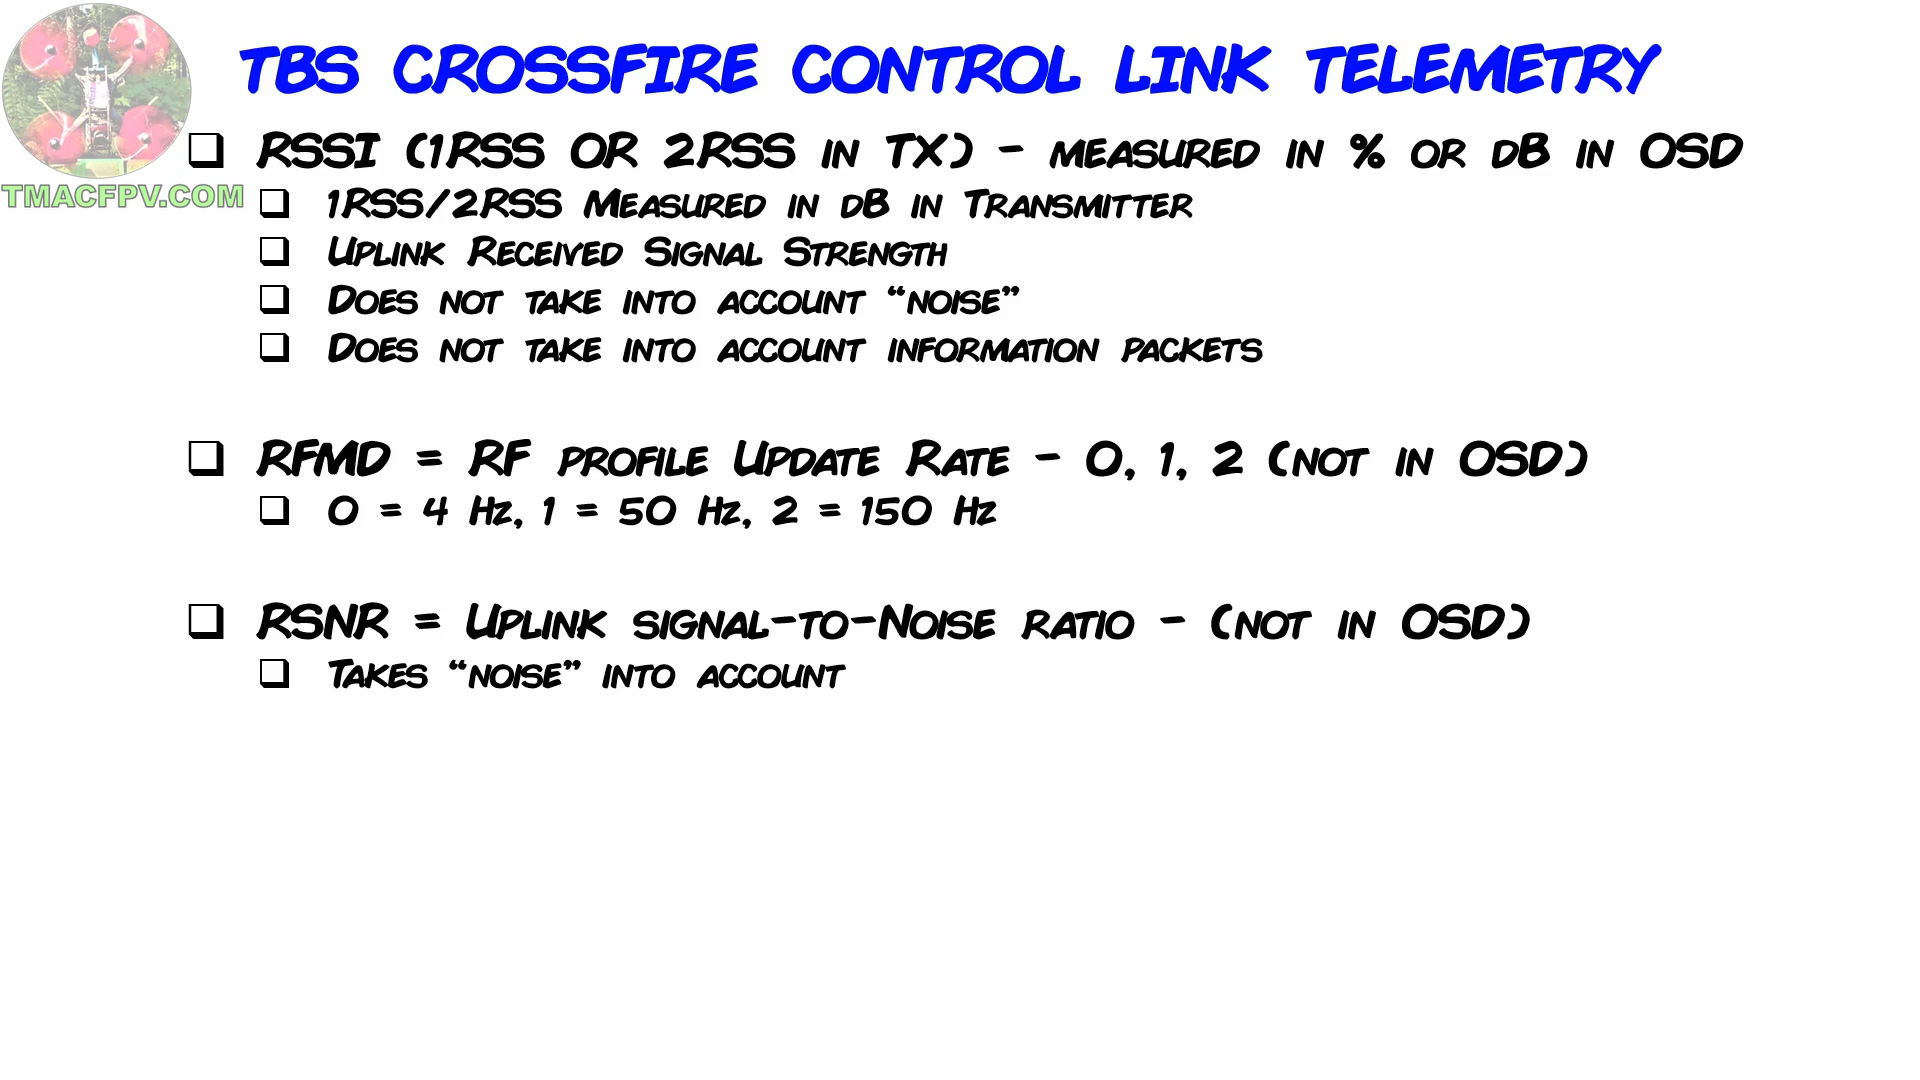 TBS CROSSFIRE CONTROL LINK TELEMETRY
RSSI (1RSS OR 2RSS IN TX) - MEASURED IN % OR DB IN OSD
TMACFPV.COM
1RSS/2RSS MEASURED IN DB IN TRANSMITTER
UPLINK RECEIVED SIGNAL STRENGTH
DOES NOT TAKE INTO ACCOUNT “NOISE”
DOES NOT TAKE INTO ACCOUNT INFORMATION PACKETS
RFMD = RF PROFILE UPDATE RATE - 0, 1, 2 (NOT IN OSD)
0 = 4 HZ, 1 = 50 HZ, 2 = 150 HZ
RSNR = UPLINK SIGNAL-TO-NOISE RATIO - (NOT IN OSD)
TAKES “NOISE” INTO ACCOUNT